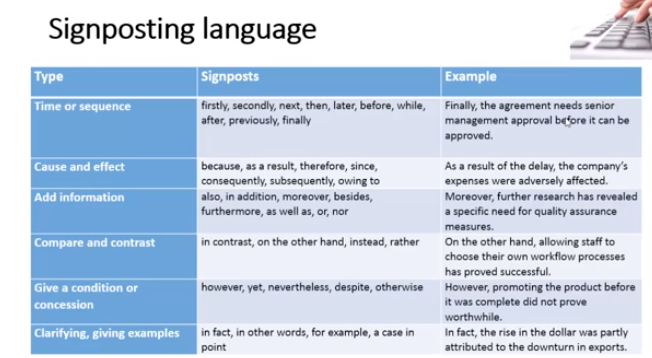 Signposting language
Type Signposts Example
Time or sequence
firstly, secondly, next, then, later, before, while,
after, previously, finally
Finally, the agreement needs senior
management approval before it can be
approved.
Cause and effect
because, as a result, therefore, since,
consequently, subsequently, owing to
As a result of the delay, the company's
expenses were adversely affected.
Add information
also, in addition, moreover, besides,
furthermore, as well as, or, nor
Moreover, further research has revealed
a specific need for quality assurance
measures.
Compare and contrast
in contrast, on the other hand, instead, rather
On the other hand, allowing staff to
choose their own workflow processes
has proved successful.
Give a condition or
concession
however, yet, nevertheless, despite, otherwise
However, promoting the product before
it was complete did not prove
worthwhile.
Clarifying, giving examples
in fact, in other words, for example, a case in
point
In fact, the rise in the dollar was partly
attributed to the downturn in exports.